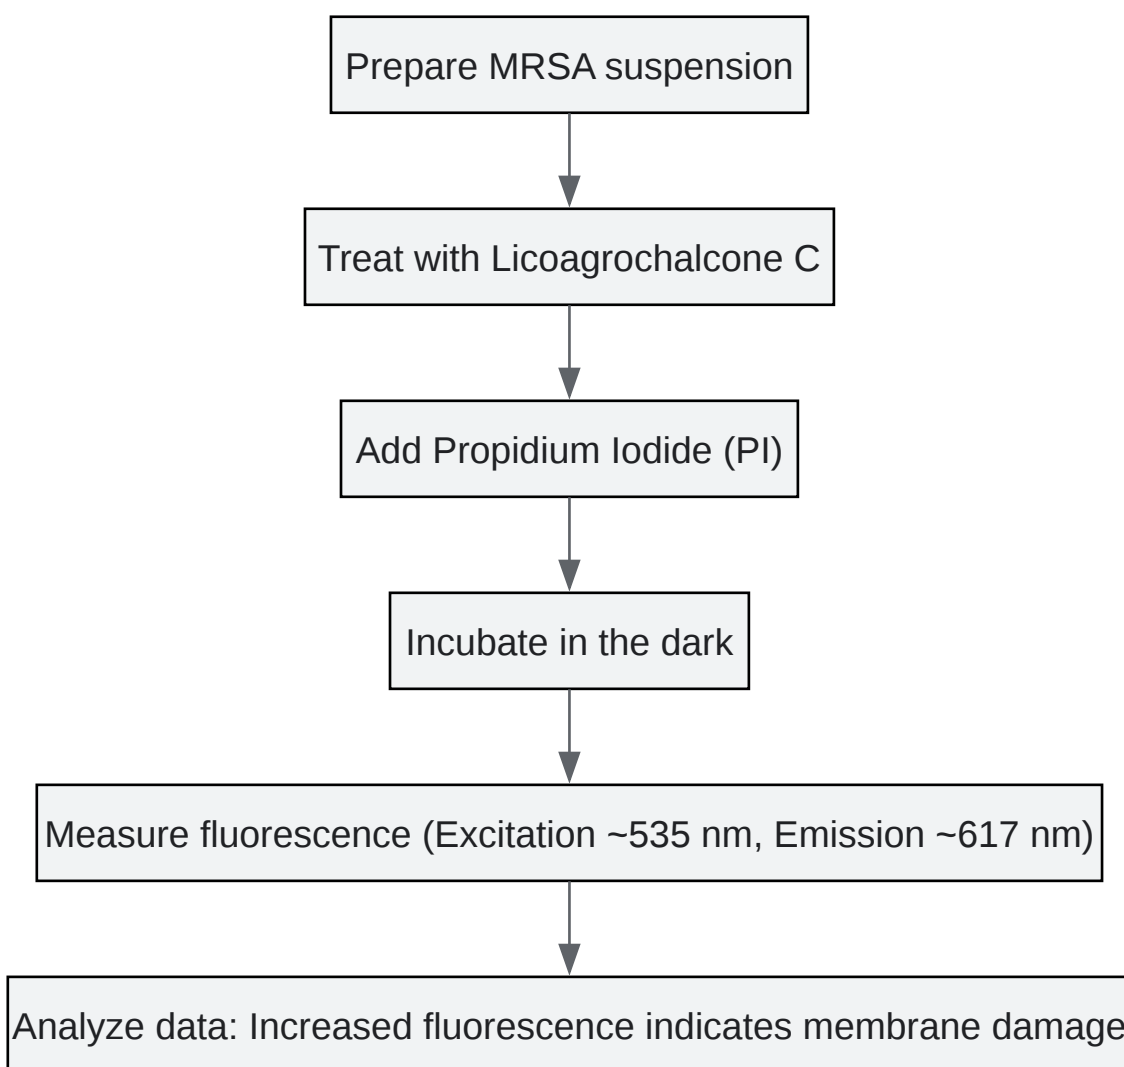 Prepare MRSA suspension
Treat with Licoagrochalcone C
Add Propidium Iodide (PI)
Incubate in the dark
Measure fluorescence (Excitation ~535 nm, Emission ~617 nm)
Analyze data: Increased fluorescence indicates membrane damage